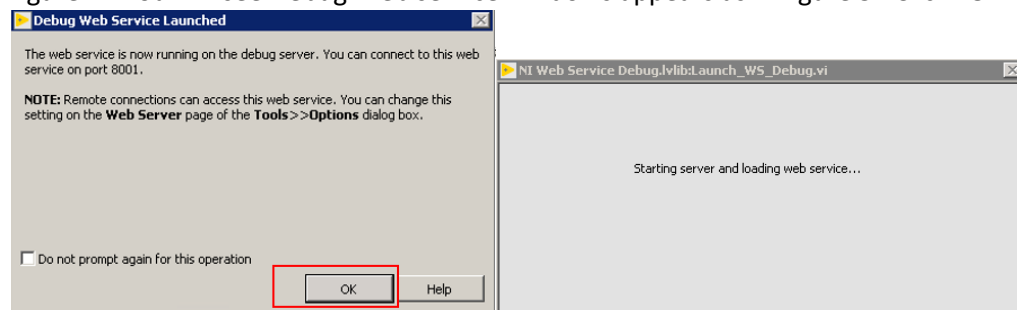 Debug Web Service Launched
The web service is now running on the debug server. You can connect to this web
service on port 8001.
NOTE: Remote connections can access this web service. You can change this
setting on the Web Server page of the Tools>>Options dialog box.
Do not prompt again for this operation
OK
Help
NI Web Service Debug.lvlib:Launch_WS_Debug.vi
Starting server and loading web service...